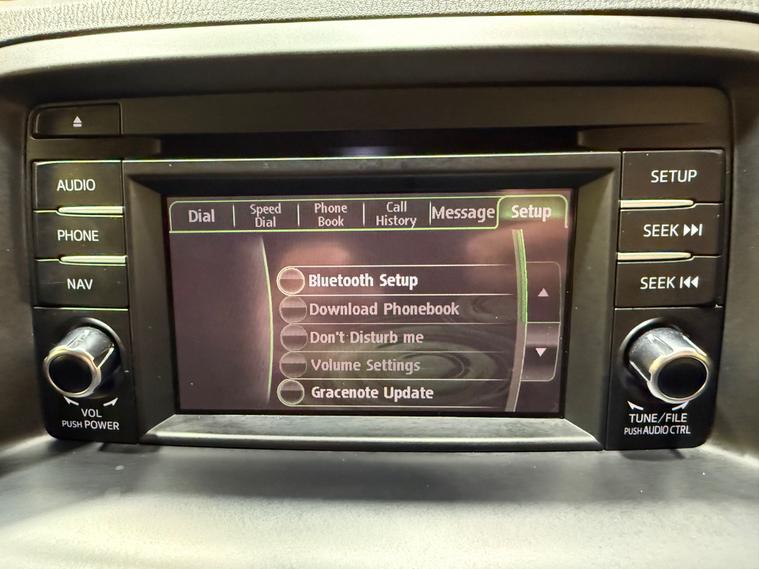 AUDIO
PHONE
NAV
VOL
PUSH POWER
Dial
Speed
Dial
Phone
Book
Call
History
Message
Setup
Bluetooth Setup
Download Phonebook
Don't Disturb me
Volume Settings
Gracenote Update
SETUP
SEEK
SEEK
TUNE/FILE
PUSH AUDIO CTRL